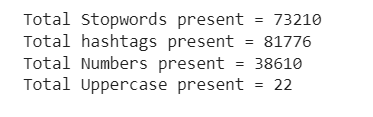 Total Stopwords present = 73210
Total hashtags present = 81776
Total Numbers present = 38610
Total Uppercase present = 22